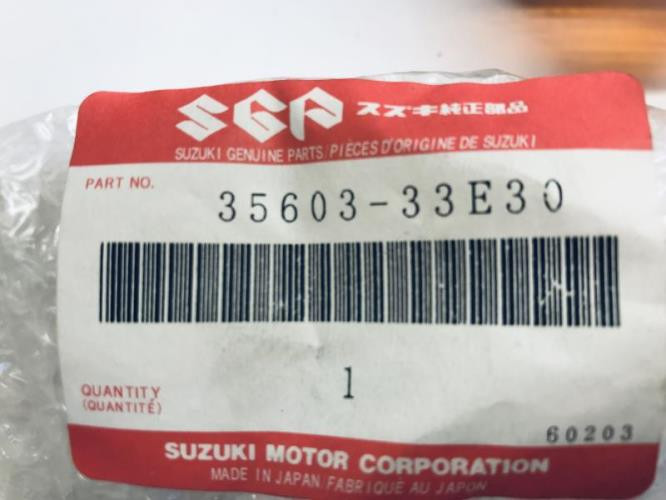 SGP スズキ純正部品
SUZUKI GENUINE PARTS/PIÈCES D'ORIGINE DE SUZUKI
PART NO. 35603-33E30
QUANTITY 1
(QUANTITÉ)
60203
SUZUKI MOTOR CORPORATION
MADE IN JAPAN FABRIQUÉ AU JAPON